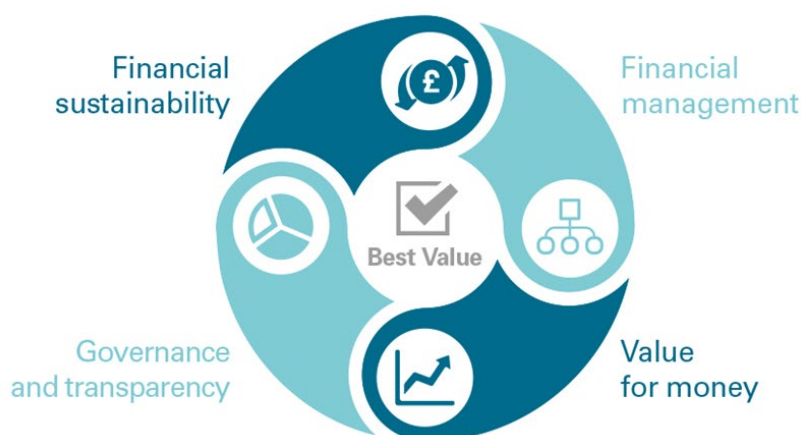 Financial
sustainability
£
Financial
management
Best Value
Governance
and transparency
Value
for money